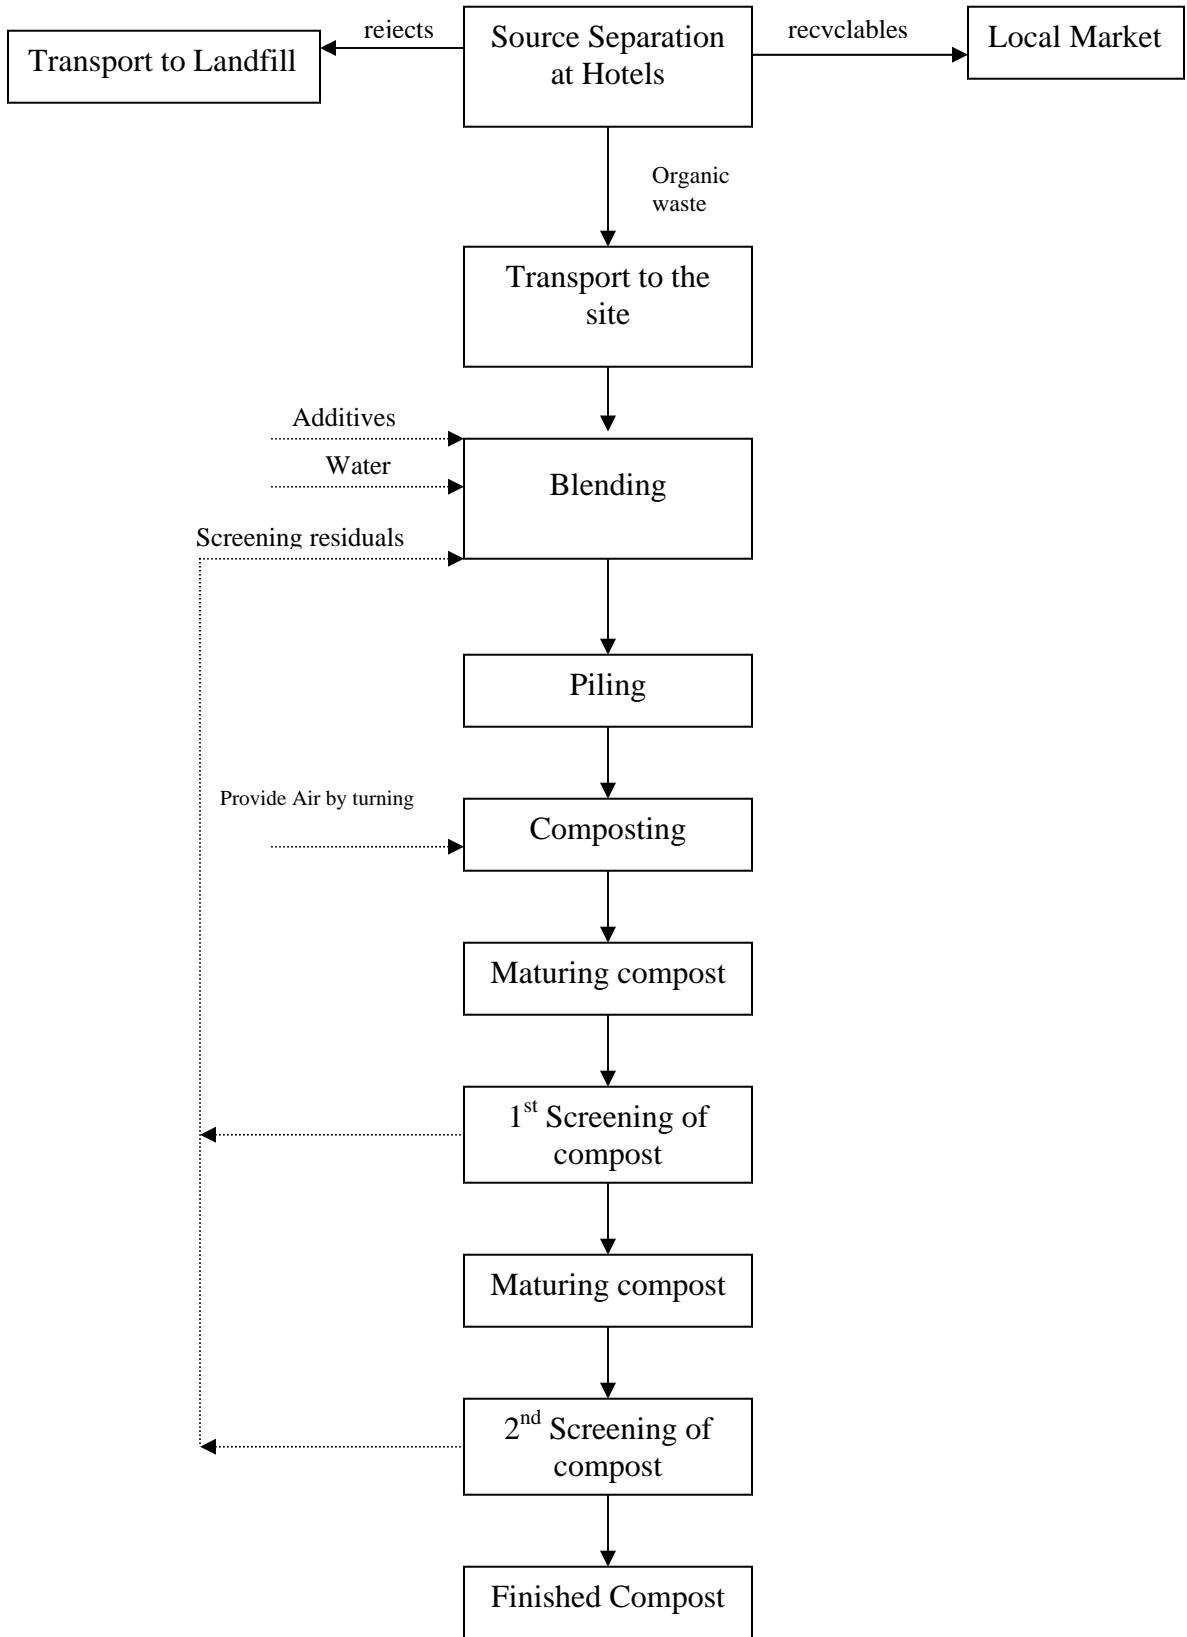 rejects
Source Separation
at Hotels
recyclables
Local Market
Transport to Landfill
Organic
waste
Transport to the
site
Additives
Water
Blending
Screening residuals
Piling
Provide Air by turning
Composting
Maturing compost
1st Screening of
compost
Maturing compost
2nd Screening of
compost
Finished Compost